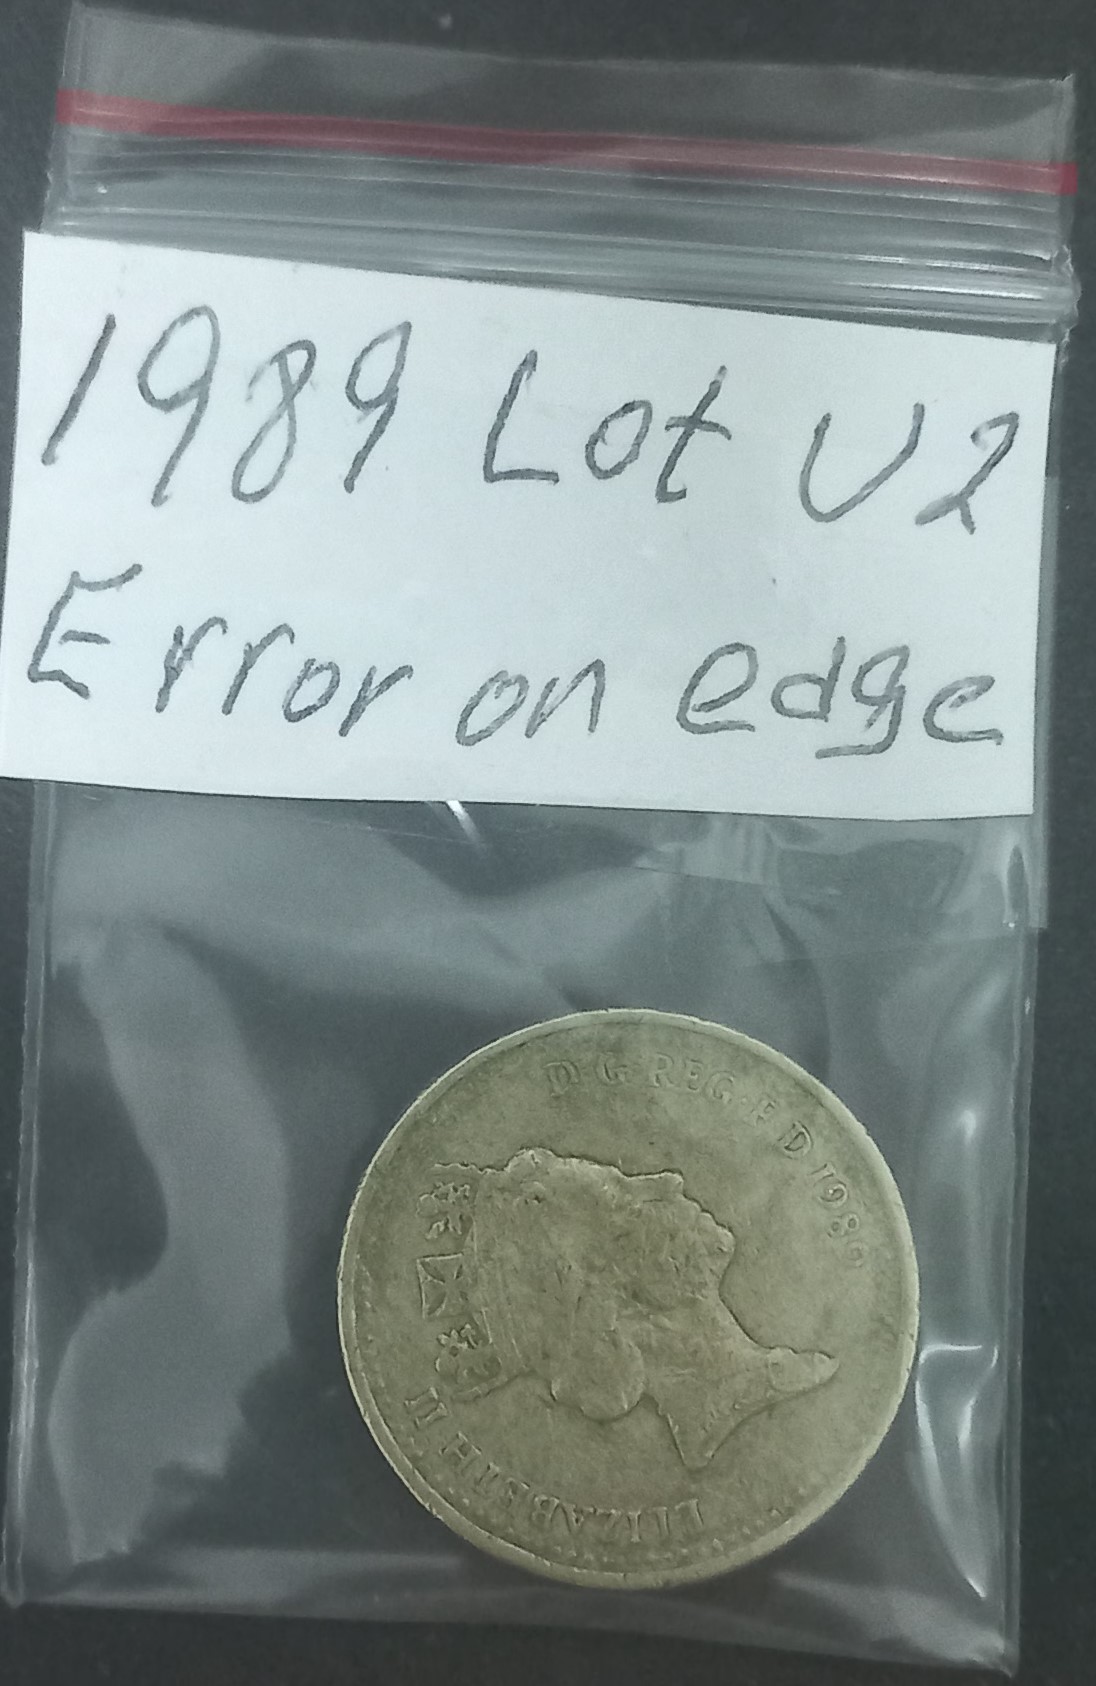 1989 Lot U2
Error on edge
ELIZABETH II
D·G·REG·F·D·1989